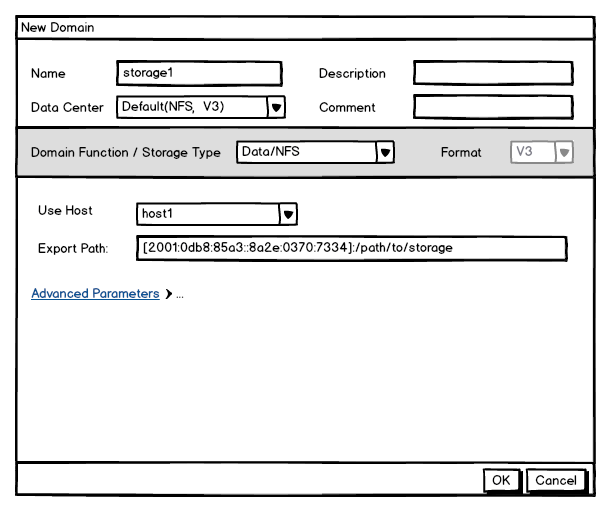 New Domain
Name storage1 Description
Data Center Default(NFS, V3) Comment
Domain Function / Storage Type Data/NFS Format V3
Use Host host1
Export Path: [2001:0db8:85a3::8a2e:0370:7334]:/path/to/storage
Advanced Parameters ...
OK Cancel